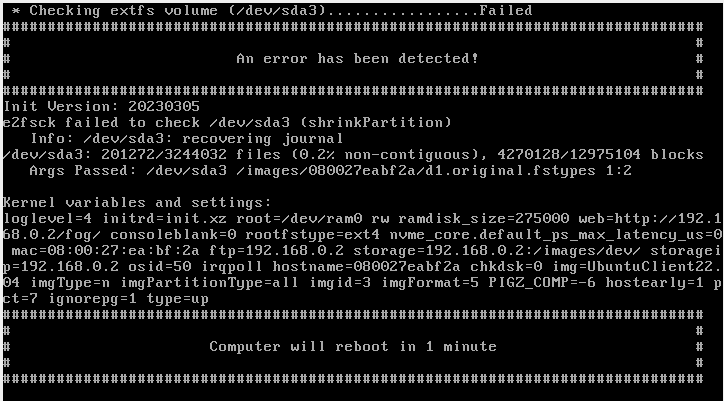 * Checking extfs volume (/dev/sda3).................Failed
##############################################################################
#                                                                            #
#                         An error has been detected!                        #
#                                                                            #
##############################################################################
Init Version: 20230305
e2fsck failed to check /dev/sda3 (shrinkPartition)
   Info: /dev/sda3: recovering journal
/dev/sda3: 201272/3244032 files (0.2% non-contiguous), 4270128/12975104 blocks
   Args Passed: /dev/sda3 /images/080027eabf2a/d1.original.fstypes 1:2

Kernel variables and settings:
loglevel=4 initrd=init.xz root=/dev/ram0 rw ramdisk_size=275000 web=http://192.1
68.0.2/fog/ consoleblank=0 rootfstype=ext4 nvme_core.default_ps_max_latency_us=0
 mac=08:00:27:ea:bf:2a ftp=192.168.0.2 storage=192.168.0.2:/images/dev/ storagei
p=192.168.0.2 osid=50 irqpoll hostname=080027eabf2a chkdsk=0 img=UbuntuClient22.
04 imgType=n imgPartitionType=all imgid=3 imgFormat=5 PIGZ_COMP=-6 hostearly=1 p
ct=7 ignorepg=1 type=up
##############################################################################
#                                                                            #
#                      Computer will reboot in 1 minute                      #
#                                                                            #
##############################################################################